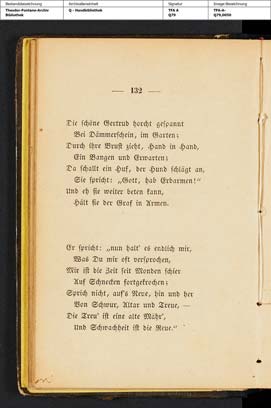 Bestandsbezeichnung
Archivalieneinheit
Signatur
Image-Bezeichnung
Theodor-Fontane-Archiv
Bibliothek
Q - Handbibliothek
TFA A
Q79
TFA-A-
Q79,0050
— 132 —
Die schöne Gertrud horcht gespannt
Bei Dämmerschein, im Garten;
Durch ihre Brust zieht, Hand in Hand,
Ein Bangen und Erwarten;
Da schallt ein Huf, der Hund schlägt an,
Sie spricht: „Gott, hab Erbarmen!“
Und eh sie weiter beten kann,
Hält sie der Graf in Armen.
Er spricht: „nun halt' es endlich mir,
Was Du mir oft versprochen,
Mir ist die Zeit seit Monden schier
Auf Schnecken fortgekrochen;
Sprich nicht, auf's Neue, hin und her
Von Schwur, Altar und Treue, —
Die Treu' ist eine alte Mähr',
Und Schwachheit ist die Reue.“